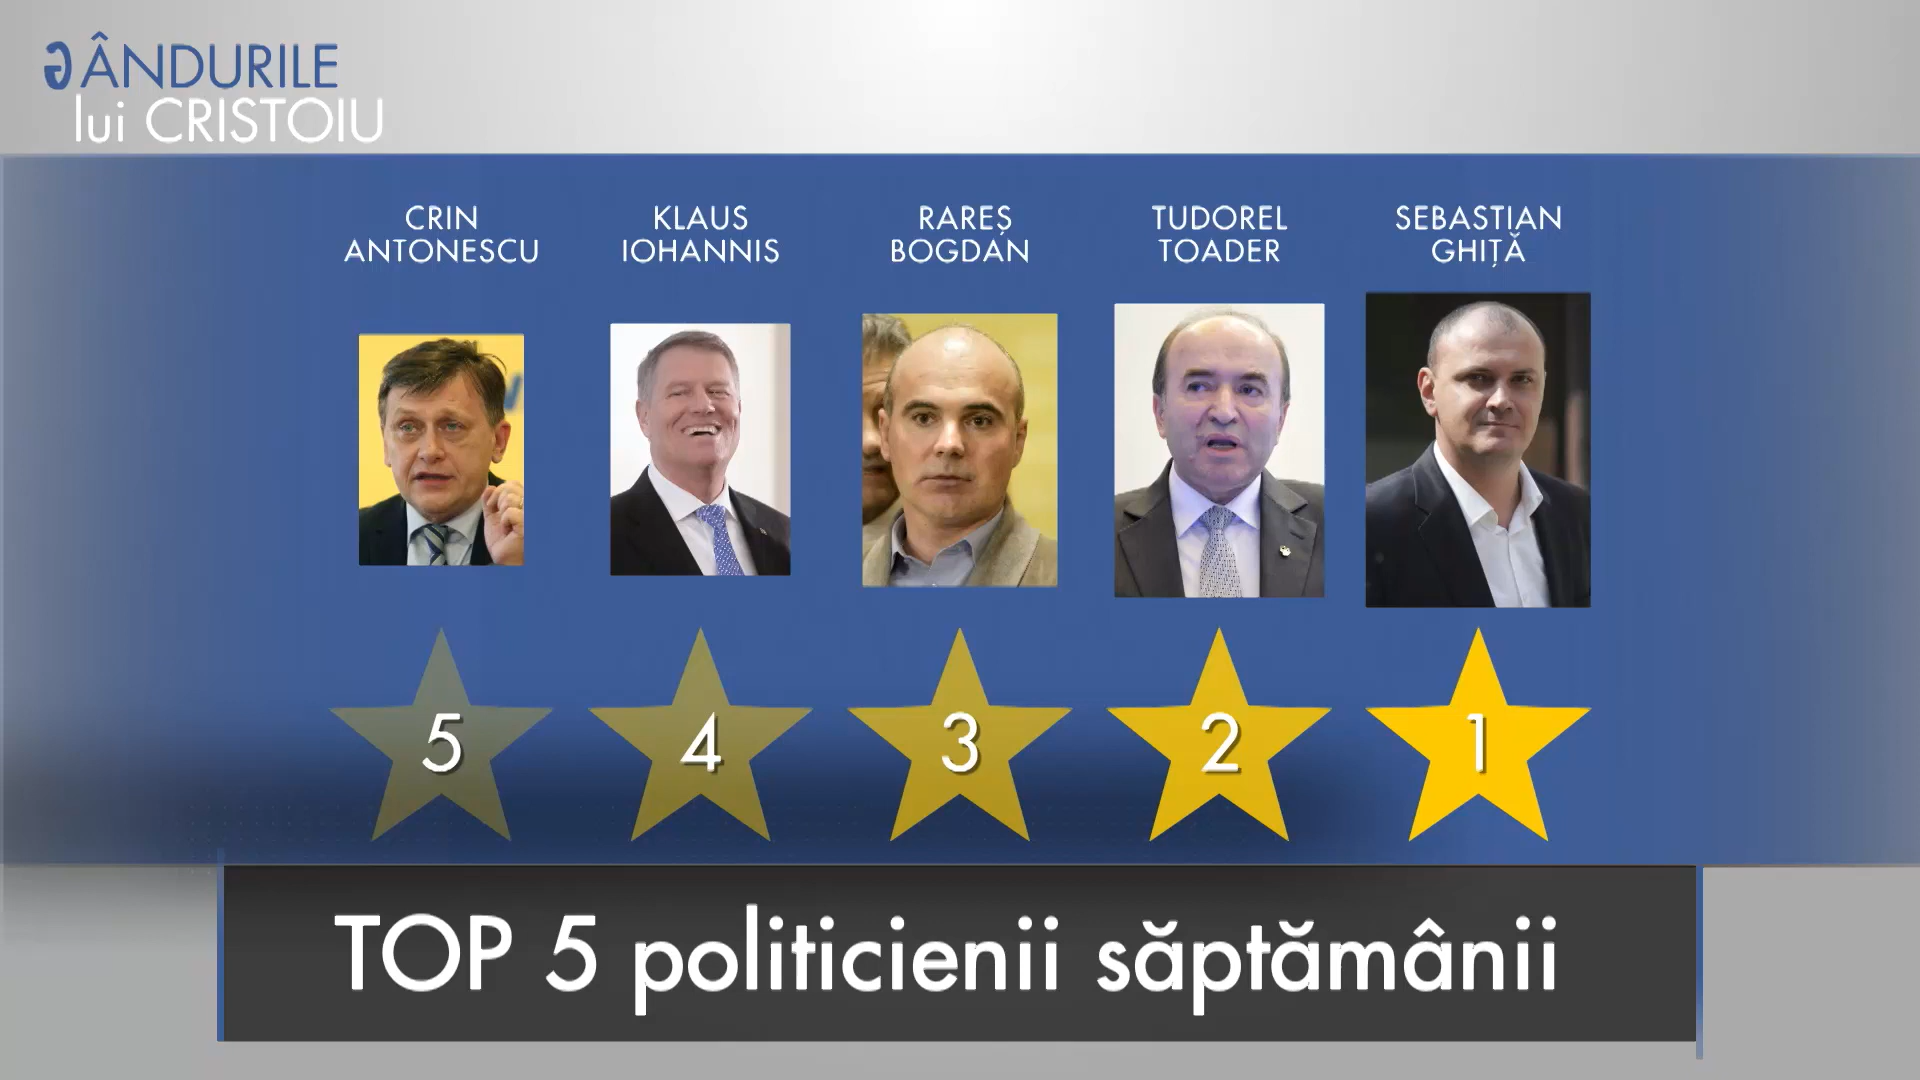 GÂNDURILE
lui CRISTOIU
CRIN
ANTONESCU
KLAUS
IOHANNIS
RAREȘ
BOGDAN
TUDOREL
TOADER
SEBASTIAN
GHIȚĂ
5
4
3
2
1
TOP 5 politicienii săptămânii